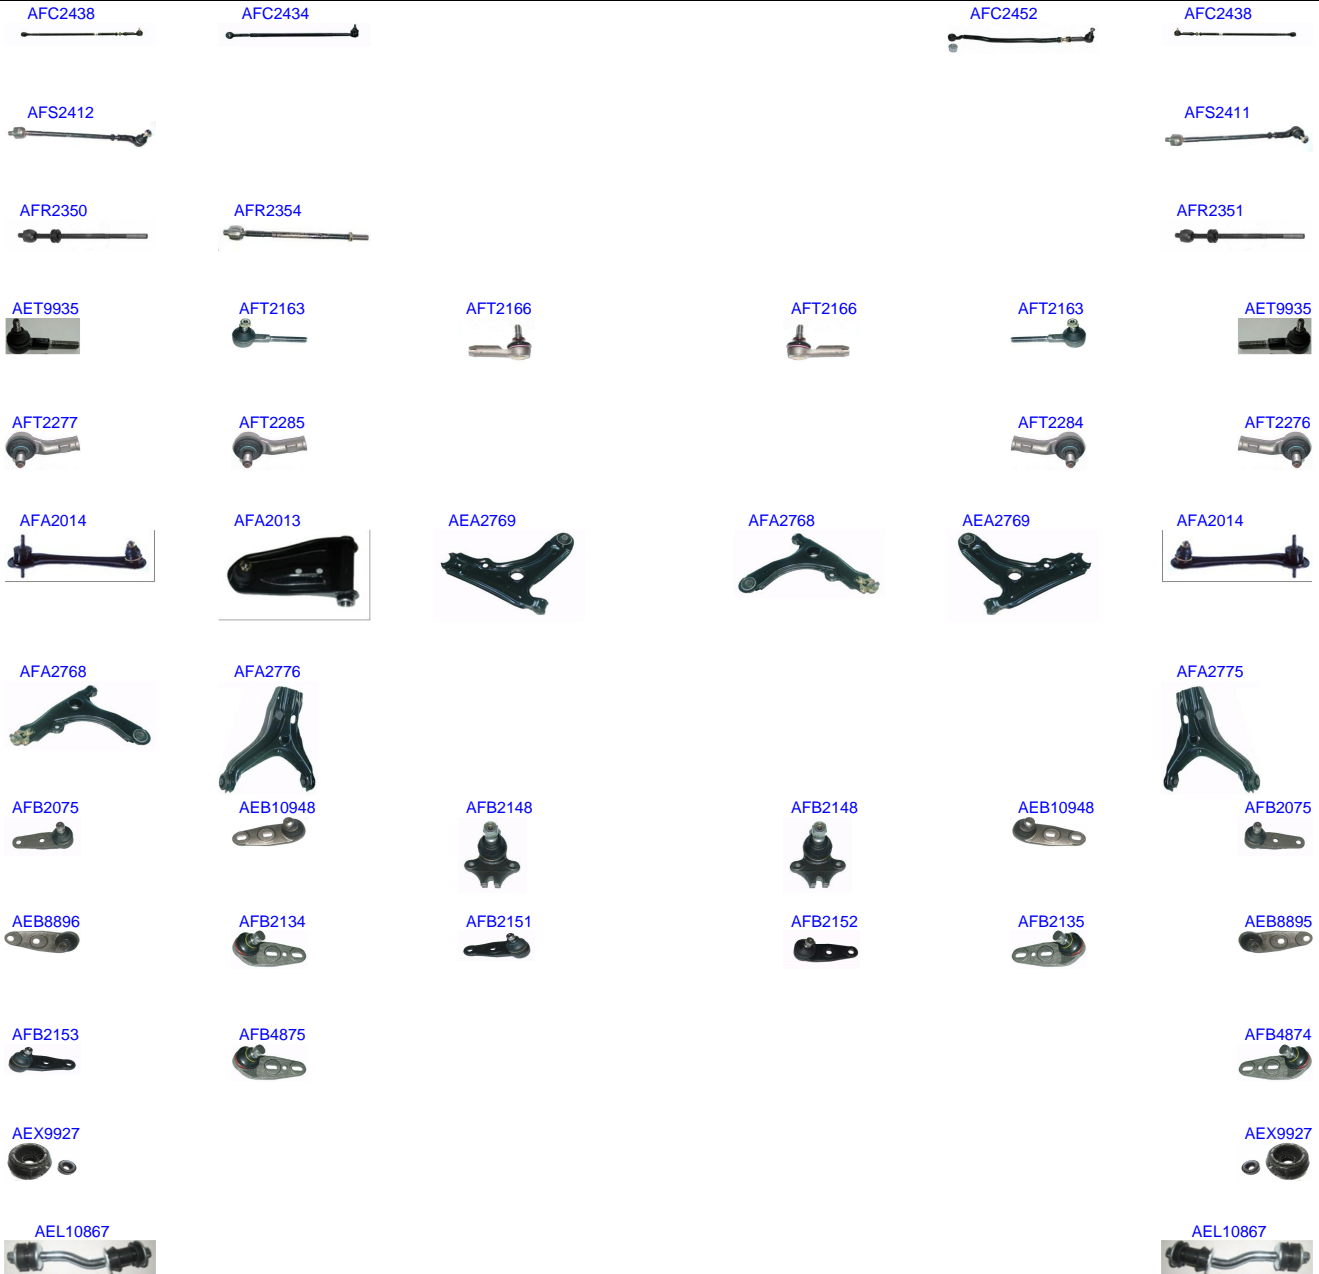 AFC2438 AFC2434 AFC2452 AFC2438
AFS2412 AFS2411
AFR2350 AFR2354 AFR2351
AET9935 AFT2163 AFT2166 AFT2166 AFT2163 AET9935
AFT2277 AFT2285 AFT2284 AFT2276
AFA2014 AFA2013 AEA2769 AFA2768 AEA2769 AFA2014
AFA2768 AFA2776 AFA2775
AFB2075 AEB10948 AFB2148 AFB2148 AEB10948 AFB2075
AEB8896 AFB2134 AFB2151 AFB2152 AFB2135 AEB8895
AFB2153 AFB4875 AFB4874
AEX9927 AEX9927
AEL10867 AEL10867